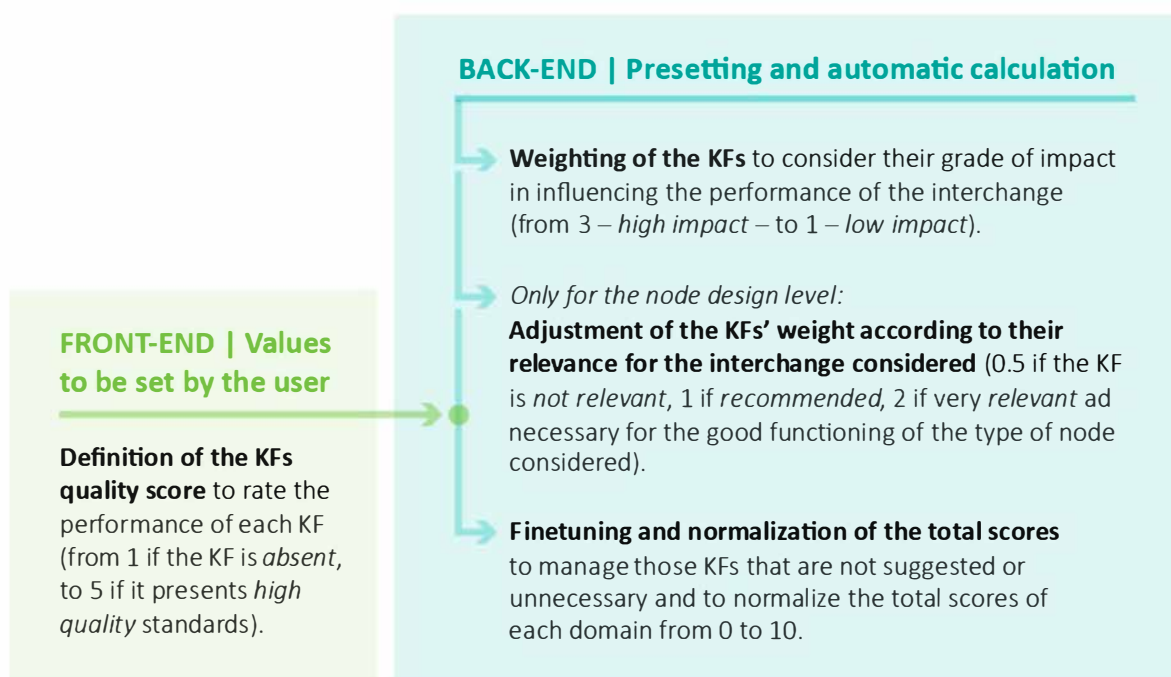 BACK-END | Presetting and automatic calculation
Weighting of the KFs to consider their grade of impact
in influencing the performance of the interchange
(from 3 – high impact – to 1 – low impact).
Only for the node design level:
Adjustment of the KFs' weight according to their
relevance for the interchange considered (0.5 if the KF
is not relevant, 1 if recommended, 2 if very relevant ad
necessary for the good functioning of the type of node
considered).
Finetuning and normalization of the total scores
to manage those KFs that are not suggested or
unnecessary and to normalize the total scores of
each domain from 0 to 10.
FRONT-END | Values
to be set by the user
Definition of the KFs
quality score to rate the
performance of each KF
(from 1 if the KF is absent,
to 5 if it presents high
quality standards).